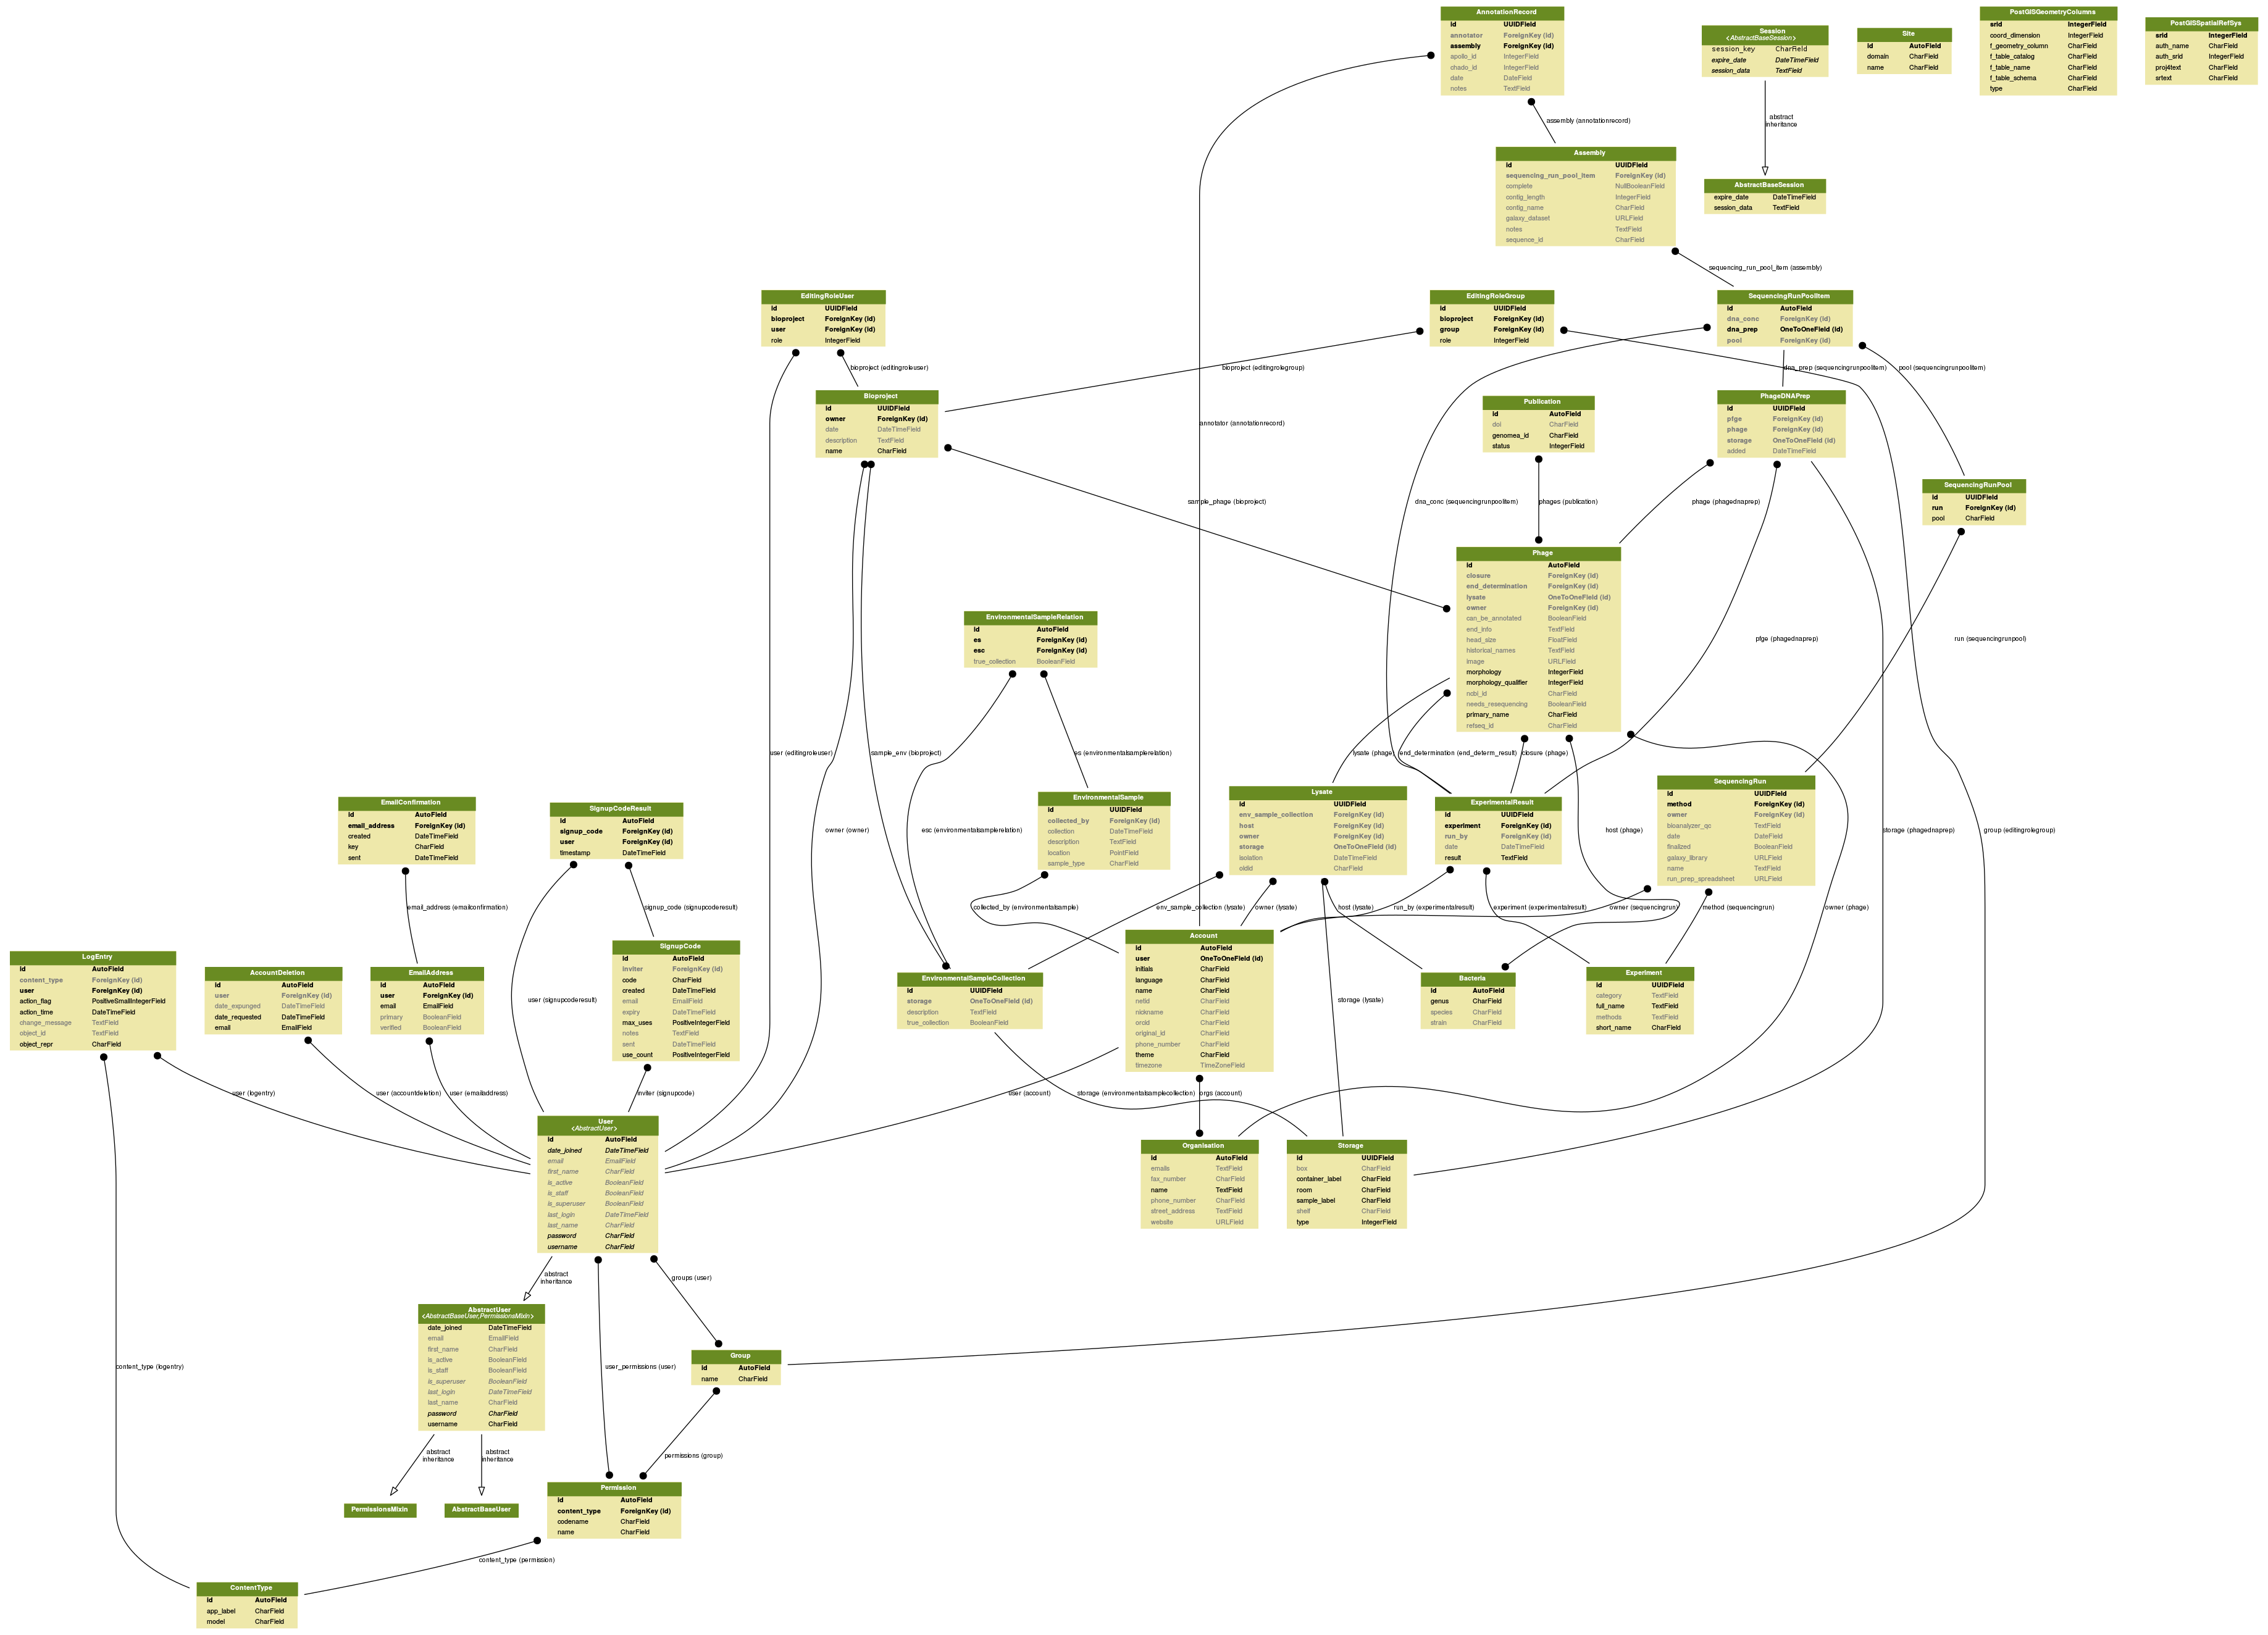 AnnotationRecord
id UUIDField
annotator ForeignKey (id)
assembly ForeignKey (id)
apollo_id IntegerField
chado_id IntegerField
date DateField
notes TextField
Session
<AbstractBaseSession>
session_key CharField
expire_date DateTimeField
session_data TextField
Site
id AutoField
domain CharField
name CharField
PostGISGeometryColumns
srid IntegerField
coord_dimension IntegerField
f_geometry_column CharField
f_table_catalog CharField
f_table_name CharField
f_table_schema CharField
type CharField
PostGISSpatialRefSys
srid IntegerField
auth_name CharField
auth_srid IntegerField
proj4text CharField
srtext CharField
assembly (annotationrecord)
abstract
inheritance
Assembly
id UUIDField
sequencing_run_pool_item ForeignKey (id)
complete NullBooleanField
contig_length IntegerField
contig_name CharField
galaxy_dataset URLField
notes TextField
sequence_id CharField
AbstractBaseSession
expire_date DateTimeField
session_data TextField
sequencing_run_pool_item (assembly)
EditingRoleUser
id UUIDField
bioproject ForeignKey (id)
user ForeignKey (id)
role IntegerField
EditingRoleGroup
id UUIDField
bioproject ForeignKey (id)
group ForeignKey (id)
role IntegerField
SequencingRunPoolItem
id AutoField
dna_conc ForeignKey (id)
dna_prep OneToOneField (id)
pool ForeignKey (id)
bioproject (editingroleuser)
bioproject (editingrolegroup)
dna_prep (sequencingrunpoolitem)
pool (sequencingrunpoolitem)
Bioproject
id UUIDField
owner ForeignKey (id)
date DateTimeField
description TextField
name CharField
annotator (annotationrecord)
Publication
id AutoField
doi CharField
genomea_id CharField
status IntegerField
PhageDNAPrep
id UUIDField
pfge ForeignKey (id)
phage ForeignKey (id)
storage OneToOneField (id)
added DateTimeField
SequencingRunPool
id UUIDField
run ForeignKey (id)
pool CharField
sample_phage (bioproject)
dna_conc (sequencingrunpoolitem)
phages (publication)
phage (phagednaprep)
Phage
id AutoField
closure ForeignKey (id)
end_determination ForeignKey (id)
lysate OneToOneField (id)
owner ForeignKey (id)
can_be_annotated BooleanField
end_info TextField
head_size FloatField
historical_names TextField
image URLField
morphology IntegerField
morphology_qualifier IntegerField
ncbi_id CharField
needs_resequencing BooleanField
primary_name CharField
refseq_id CharField
EnvironmentalSampleRelation
id AutoField
es ForeignKey (id)
esc ForeignKey (id)
true_collection BooleanField
pfge (phagednaprep)
run (sequencingrunpool)
user (editingroleuser)
sample_env (bioproject)
es (environmentalsamplerelation)
lysate (phage)
end_determination (end_determ_result)
closure (phage)
EmailConfirmation
id AutoField
email_address ForeignKey (id)
created DateTimeField
key CharField
sent DateTimeField
SignupCodeResult
id AutoField
signup_code ForeignKey (id)
user ForeignKey (id)
timestamp DateTimeField
owner (owner)
esc (environmentalsamplerelation)
EnvironmentalSample
id UUIDField
collected_by ForeignKey (id)
collection DateTimeField
description TextField
location PointField
sample_type CharField
Lysate
id UUIDField
env_sample_collection ForeignKey (id)
host ForeignKey (id)
owner ForeignKey (id)
storage OneToOneField (id)
isolation DateTimeField
oldid CharField
ExperimentalResult
id UUIDField
experiment ForeignKey (id)
run_by ForeignKey (id)
date DateTimeField
result TextField
host (phage)
SequencingRun
id UUIDField
method ForeignKey (id)
owner ForeignKey (id)
bioanalyzer_qc TextField
date DateField
finalized BooleanField
galaxy_library URLField
name TextField
run_prep_spreadsheet URLField
storage (phagednaprep)
group (editingrolegroup)
email_address (emailconfirmation)
signup_code (signupcoderesult)
collected_by (environmentalsample)
env_sample_collection (lysate)
owner (lysate)
host (lysate)
run_by (experimentalresult)
experiment (experimentalresult)
owner (sequencingrun)
method (sequencingrun)
owner (phage)
LogEntry
id AutoField
content_type ForeignKey (id)
user ForeignKey (id)
action_flag PositiveSmallIntegerField
action_time DateTimeField
change_message TextField
object_id TextField
object_repr CharField
AccountDeletion
id AutoField
user ForeignKey (id)
date_expunged DateTimeField
date_requested DateTimeField
email EmailField
EmailAddress
id AutoField
user ForeignKey (id)
email EmailField
primary BooleanField
verified BooleanField
user (signupcoderesult)
SignupCode
id AutoField
inviter ForeignKey (id)
code CharField
created DateTimeField
email EmailField
expiry DateTimeField
max_uses PositiveIntegerField
notes TextField
sent DateTimeField
use_count PositiveIntegerField
EnvironmentalSampleCollection
id UUIDField
storage OneToOneField (id)
description TextField
true_collection BooleanField
Account
id AutoField
user OneToOneField (id)
initials CharField
language CharField
name CharField
netid CharField
nickname CharField
orcid CharField
original_id CharField
phone_number CharField
theme CharField
timezone TimeZoneField
storage (lysate)
Bacteria
id AutoField
genus CharField
species CharField
strain CharField
Experiment
id UUIDField
category TextField
full_name TextField
methods TextField
short_name CharField
user (logentry)
user (accountdeletion)
user (emailaddress)
inviter (signupcode)
user (account)
storage (environmentalsamplecollection)
orgs (account)
User
<AbstractUser>
id AutoField
date_joined DateTimeField
email EmailField
first_name CharField
is_active BooleanField
is_staff BooleanField
is_superuser BooleanField
last_login DateTimeField
last_name CharField
password CharField
username CharField
Organisation
id AutoField
emails TextField
fax_number CharField
name TextField
phone_number CharField
street_address TextField
website URLField
Storage
id UUIDField
box CharField
container_label CharField
room CharField
sample_label CharField
shelf CharField
type IntegerField
abstract
inheritance
groups (user)
AbstractUser
<AbstractBaseUser,PermissionsMixin>
date_joined DateTimeField
email EmailField
first_name CharField
is_active BooleanField
is_staff BooleanField
is_superuser BooleanField
last_login DateTimeField
last_name CharField
password CharField
username CharField
content_type (logentry)
user_permissions (user)
Group
id AutoField
name CharField
abstract
inheritance
abstract
inheritance
permissions (group)
PermissionsMixin
AbstractBaseUser
Permission
id AutoField
content_type ForeignKey (id)
codename CharField
name CharField
content_type (permission)
ContentType
id AutoField
app_label CharField
model CharField